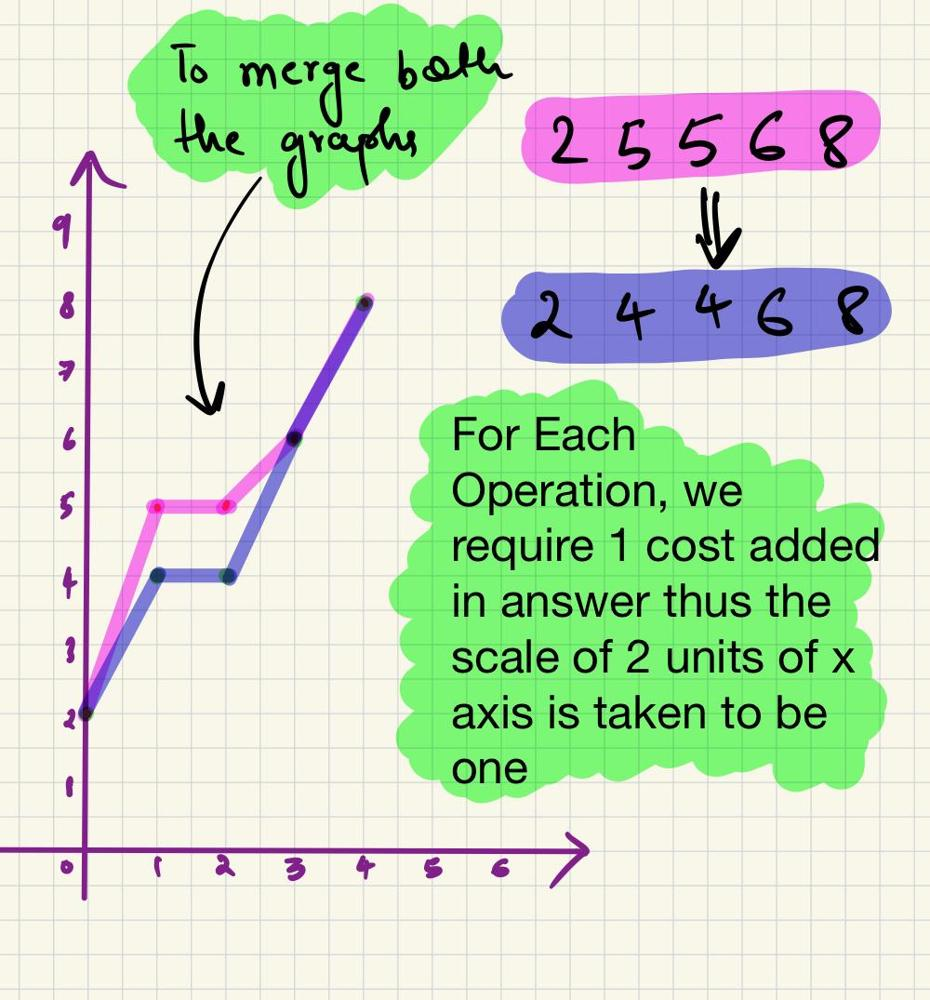 To merge both
the graphs
2 5 5 6 8
2 4 4 6 8
9
8
7
6
5
4
3
2
1
For Each
Operation, we
require 1 cost added
in answer thus the
scale of 2 units of x
axis is taken to be
one
0 1 2 3 4 5 6